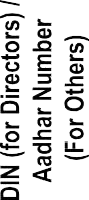 DIN (for Directors) /
Aadhar Number
(For Others)